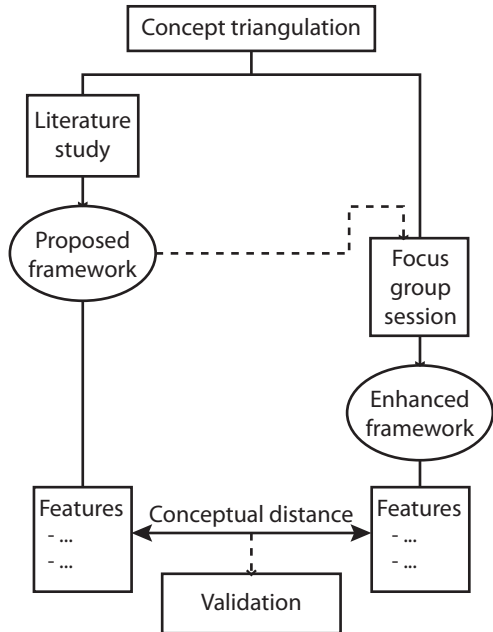 Concept triangulation
Literature
study
Proposed
framework
Focus
group
session
Enhanced
framework
Features
- ...
- ...
Conceptual distance
Features
- ...
- ...
Validation